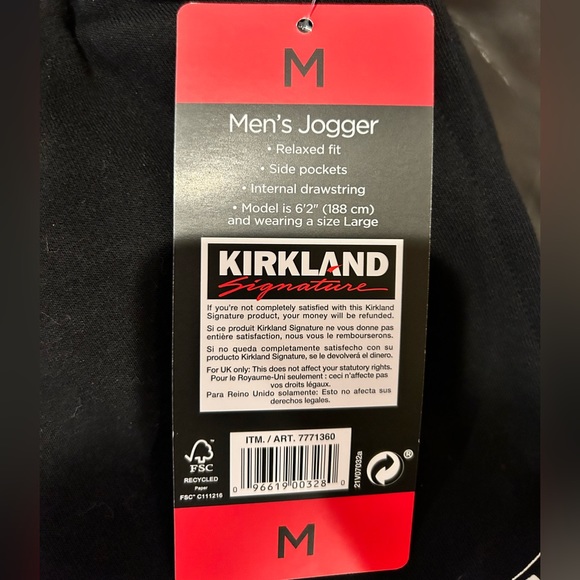 M
Men's Jogger
• Relaxed fit
• Side pockets
• Internal drawstring
• Model is 6'2" (188 cm)
and wearing a size Large
KIRKLAND
Signature
If you're not completely satisfied with this Kirkland
Signature product, your money will be refunded.
Si ce produit Kirkland Signature ne vous donne pas
entière satisfaction, nous vous le rembourserons.
Si no queda completamente satisfecho con su
producto Kirkland Signature, se le devolverá el dinero.
For UK only: This does not affect your statutory rights.
Pour le Royaume-Uni seulement : ceci n'affecte pas
vos droits légaux.
Para Reino Unido solamente: Esto no afecta sus
derechos legales.
FSC
RECYCLED
Paper
FSC® C111216
ITM. / ART. 7771360
0 96619 00328 0
21V07032a
®
M